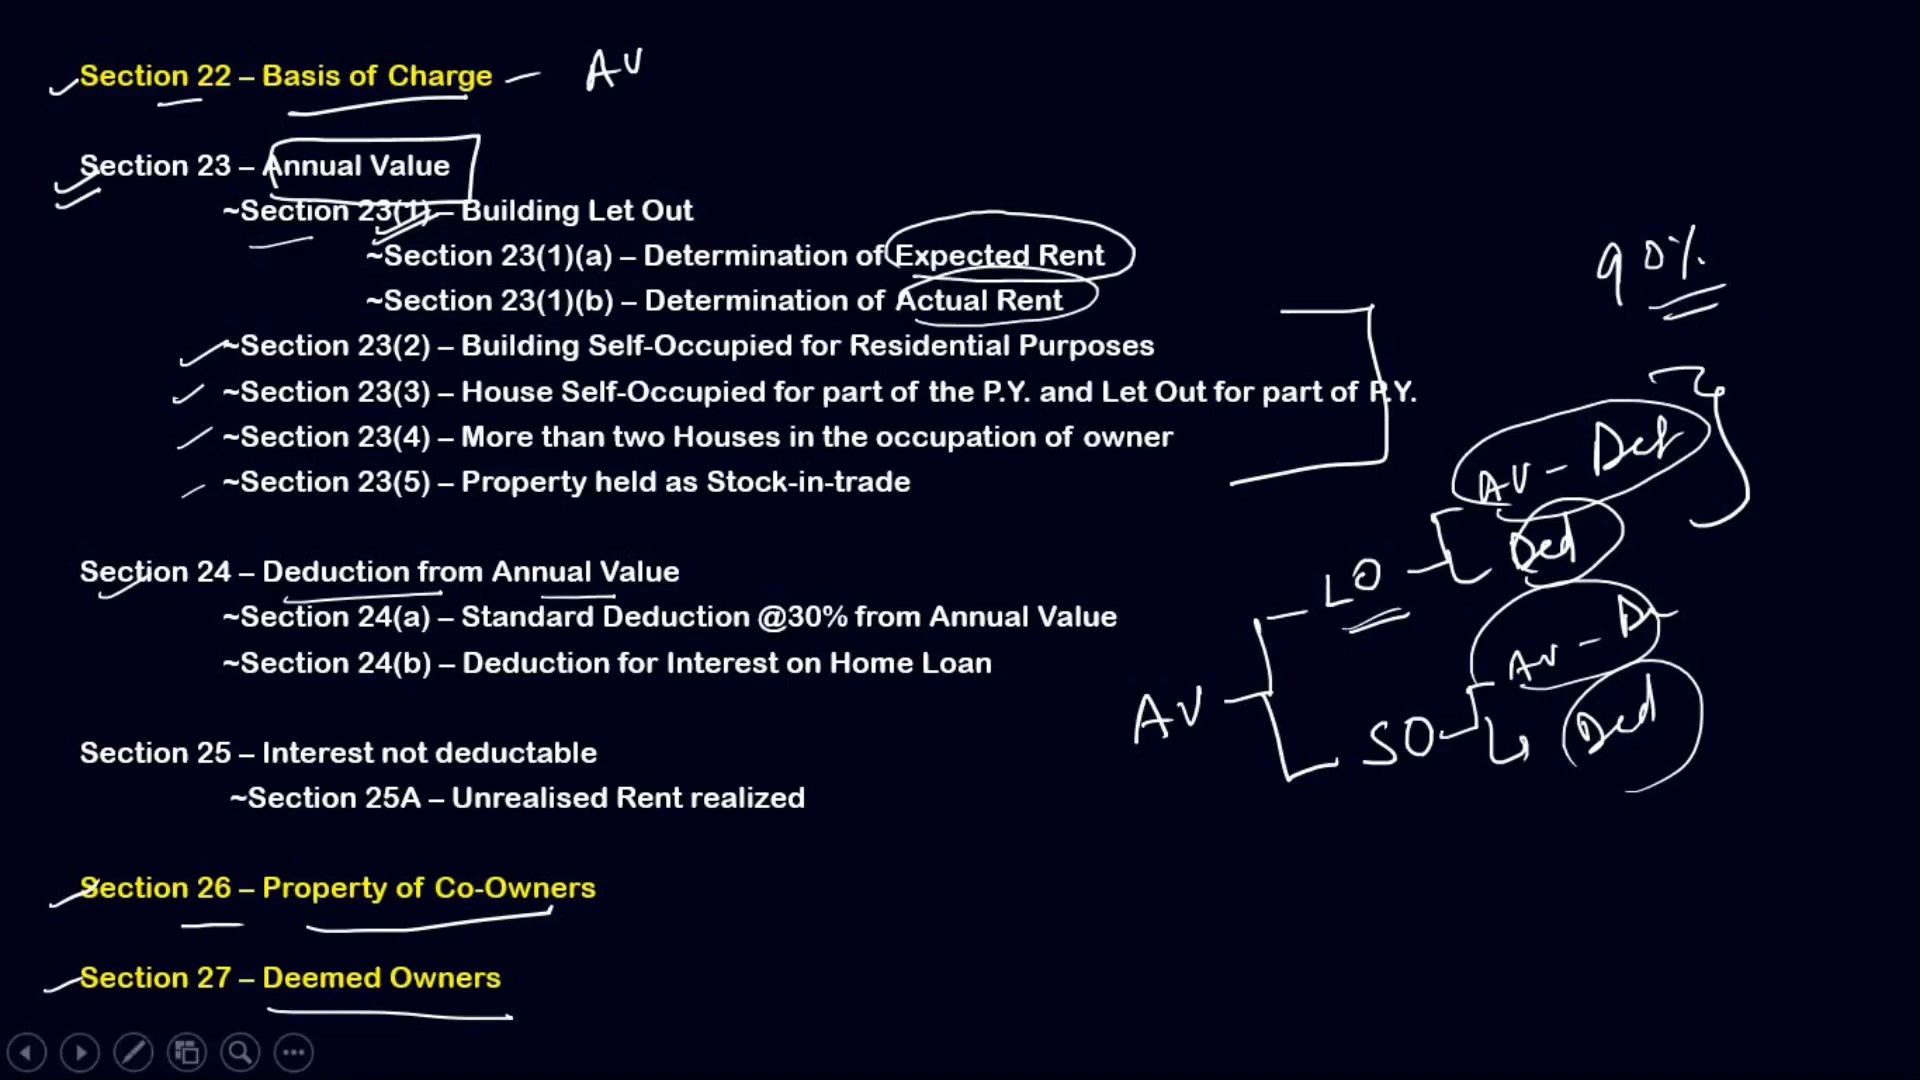 Section 22 – Basis of Charge – AV
Section 23 – Annual Value
~Section 23(1) – Building Let Out
~Section 23(1)(a) – Determination of Expected Rent
~Section 23(1)(b) – Determination of Actual Rent
90%
~Section 23(2) – Building Self-Occupied for Residential Purposes
~Section 23(3) – House Self-Occupied for part of the P.Y. and Let Out for part of P.Y.
~Section 23(4) – More than two Houses in the occupation of owner
AV – Det
~Section 23(5) – Property held as Stock-in-trade
Ded
Section 24 – Deduction from Annual Value
LO
~Section 24(a) – Standard Deduction @30% from Annual Value
~Section 24(b) – Deduction for Interest on Home Loan
AV –
AV
SO
Ded
Section 25 – Interest not deductable
~Section 25A – Unrealised Rent realized
Section 26 – Property of Co-Owners
Section 27 – Deemed Owners